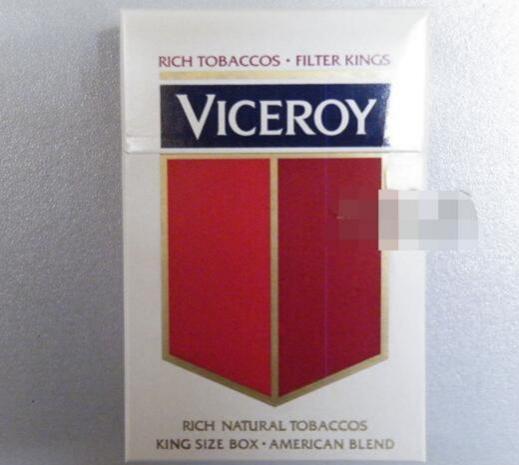 RICH TOBACCOS • FILTER KINGS
VICEROY
RICH NATURAL TOBACCOS
KING SIZE BOX • AMERICAN BLEND